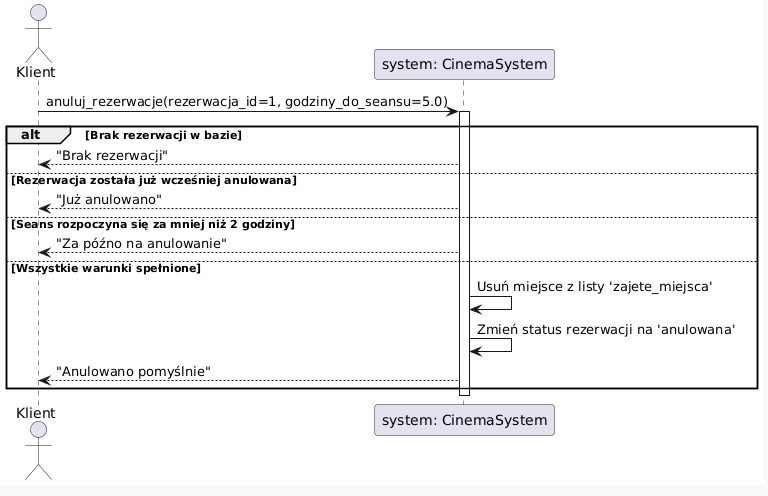 Klient
system: CinemaSystem
anuluj_rezerwacje(rezerwacja_id=1, godziny_do_seansu=5.0)
alt [Brak rezerwacji w bazie]
"Brak rezerwacji"
[Rezerwacja została już wcześniej anulowana]
"Już anulowano"
[Seans rozpoczyna się za mniej niż 2 godziny]
"Za późno na anulowanie"
[Wszystkie warunki spełnione]
Usuń miejsce z listy 'zajete_miejsca'
Zmień status rezerwacji na 'anulowana'
"Anulowano pomyślnie"
Klient
system: CinemaSystem